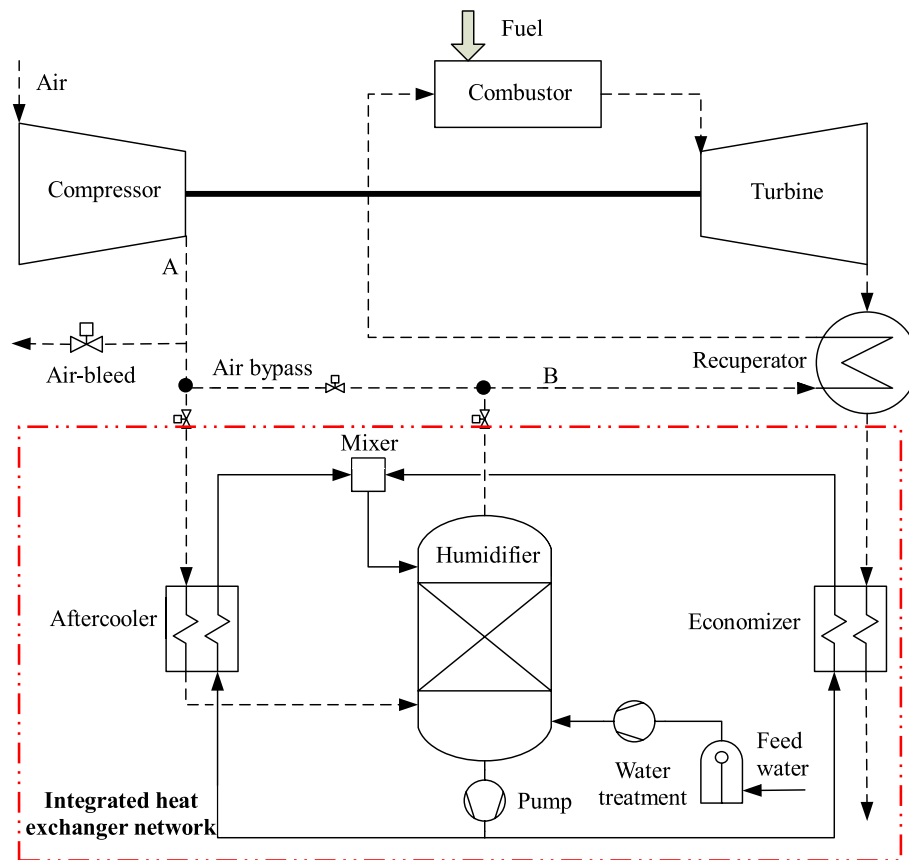 Fuel
Air
Combustor
Compressor
Turbine
A
Air-bleed
Air bypass
B
Recuperator
Mixer
Humidifier
Aftercooler
Economizer
Feed
water
Water
treatment
Pump
Integrated heat
exchanger network